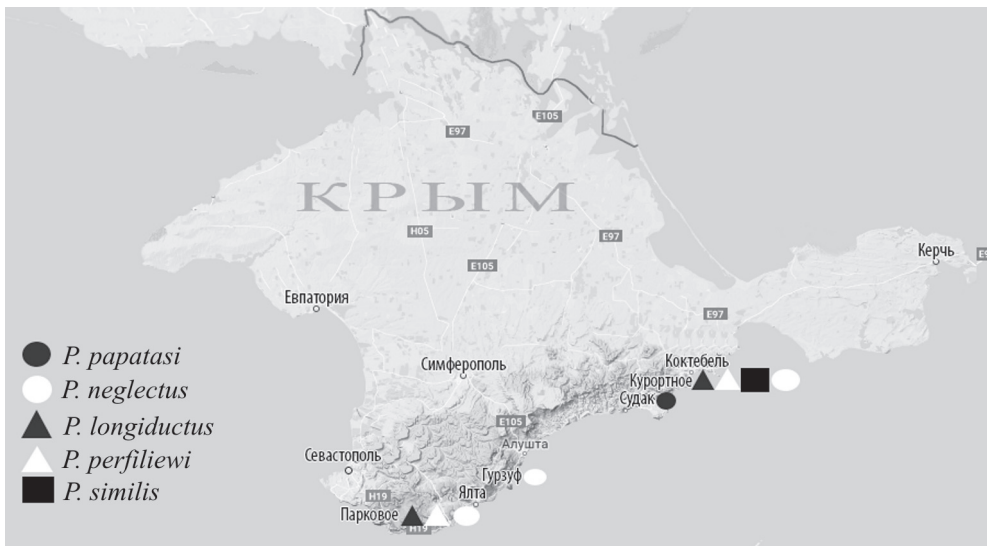 E97
E105
КРЫМ
H05
E97
E105
Керчь
Евпатория
E97
P. papatasi
P. neglectus
P. longiductus
P. perfiliewi
P. similis
Симферополь
Коктебель
Курортное
Судак
E105
Алушта
Севастополь
Гурзуф
H19
Ялта
Парковое
H19